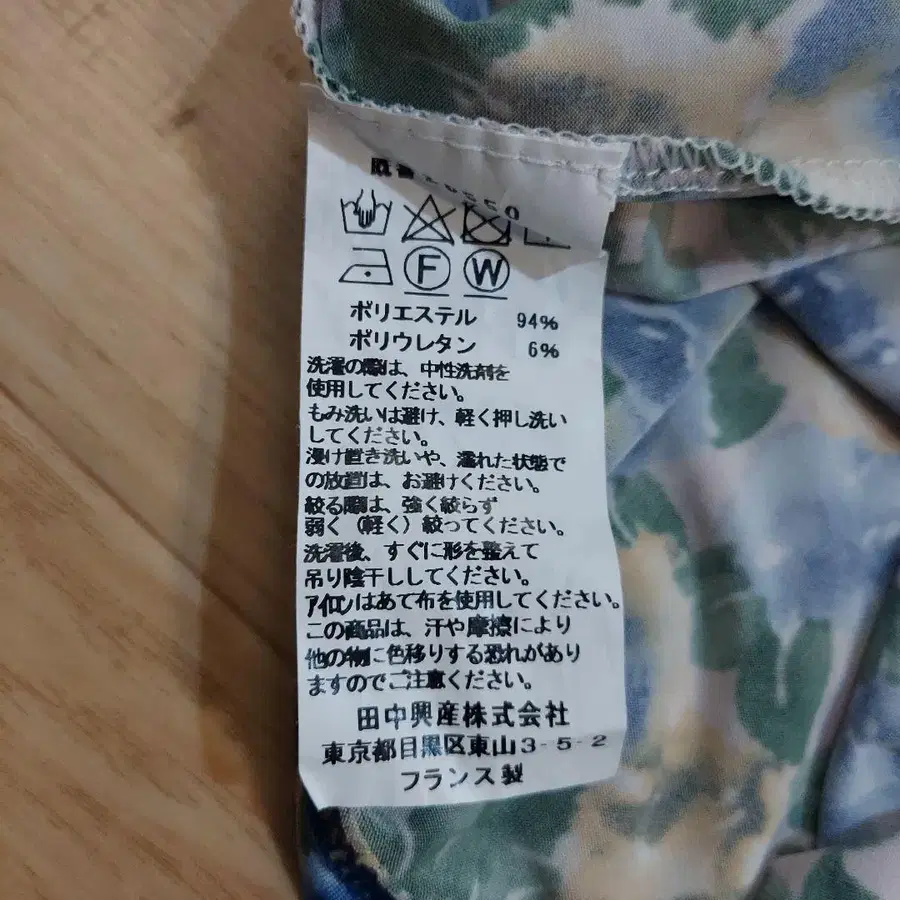 F W
ポリエステル 94%
ポリウレタン 6%
洗濯の際は、中性洗剤を
使用してください。
もみ洗いは避け、軽く押し洗い
してください。
浸け置き洗いや、濡れた状態で
の放置は、お避けください。
絞る際は、強く絞らず
弱く（軽く）絞ってください。
洗濯後、すぐに形を整えて
吊り陰干ししてください。
アイロンはあて布を使用してください。
この商品は、汗や摩擦により
他の物に色移りする恐れがあり
ますのでご注意ください。
田中興産株式会社
東京都目黒区東山3-5-2
フランス製